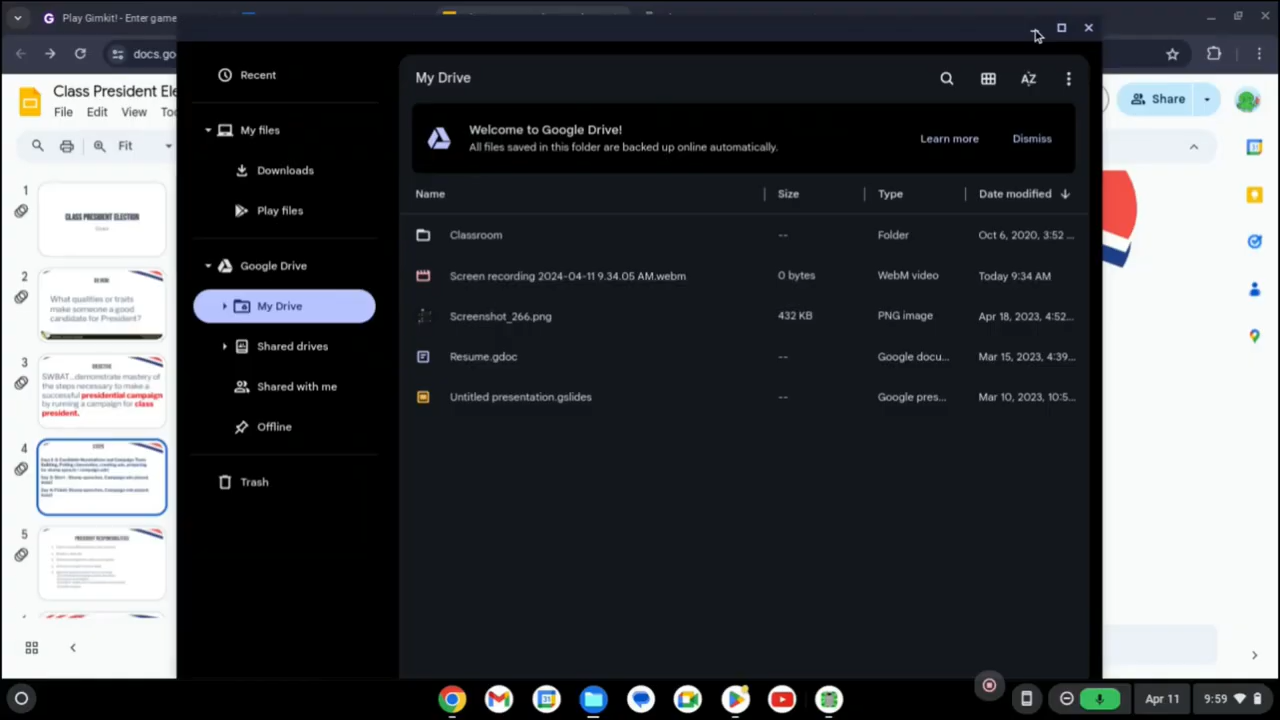 Play Gimkit! - Enter game
docs.go
Class President Ele
File Edit View Too
Share
Fit
1
CLASS PRESIDENT ELECTION
2
What qualities or traits
make someone a good
candidate for President?
3
OBJECTIVE
SWBAT...demonstrate mastery of
the steps necessary to make a
successful presidential campaign
by running a campaign for class
president.
4
5
PRESIDENT RESPONSIBILITIES
Recent
My files
Downloads
Play files
Google Drive
My Drive
Shared drives
Shared with me
Offline
Trash
My Drive
AZ
Welcome to Google Drive!
All files saved in this folder are backed up online automatically.
Learn more Dismiss
Name Size Type Date modified
Classroom -- Folder Oct 6, 2020, 3:52 ...
Screen recording 2024-04-11 9.34.05 AM.webm 0 bytes WebM video Today 9:34 AM
Screenshot_266.png 432 KB PNG image Apr 18, 2023, 4:52...
Resume.gdoc -- Google docu... Mar 15, 2023, 4:39...
Untitled presentation.gslides -- Google pres... Mar 10, 2023, 10:5...
Apr 11 9:59